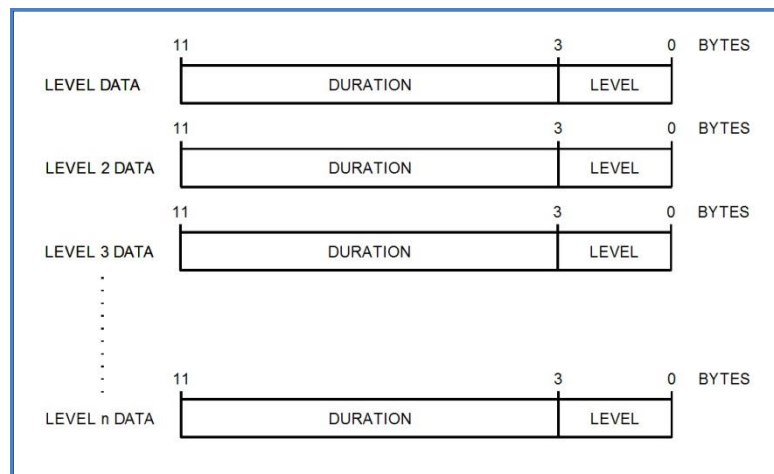 11 3 0 BYTES
LEVEL DATA DURATION LEVEL
11 3 0 BYTES
LEVEL 2 DATA DURATION LEVEL
11 3 0 BYTES
LEVEL 3 DATA DURATION LEVEL
11 3 0 BYTES
LEVEL n DATA DURATION LEVEL